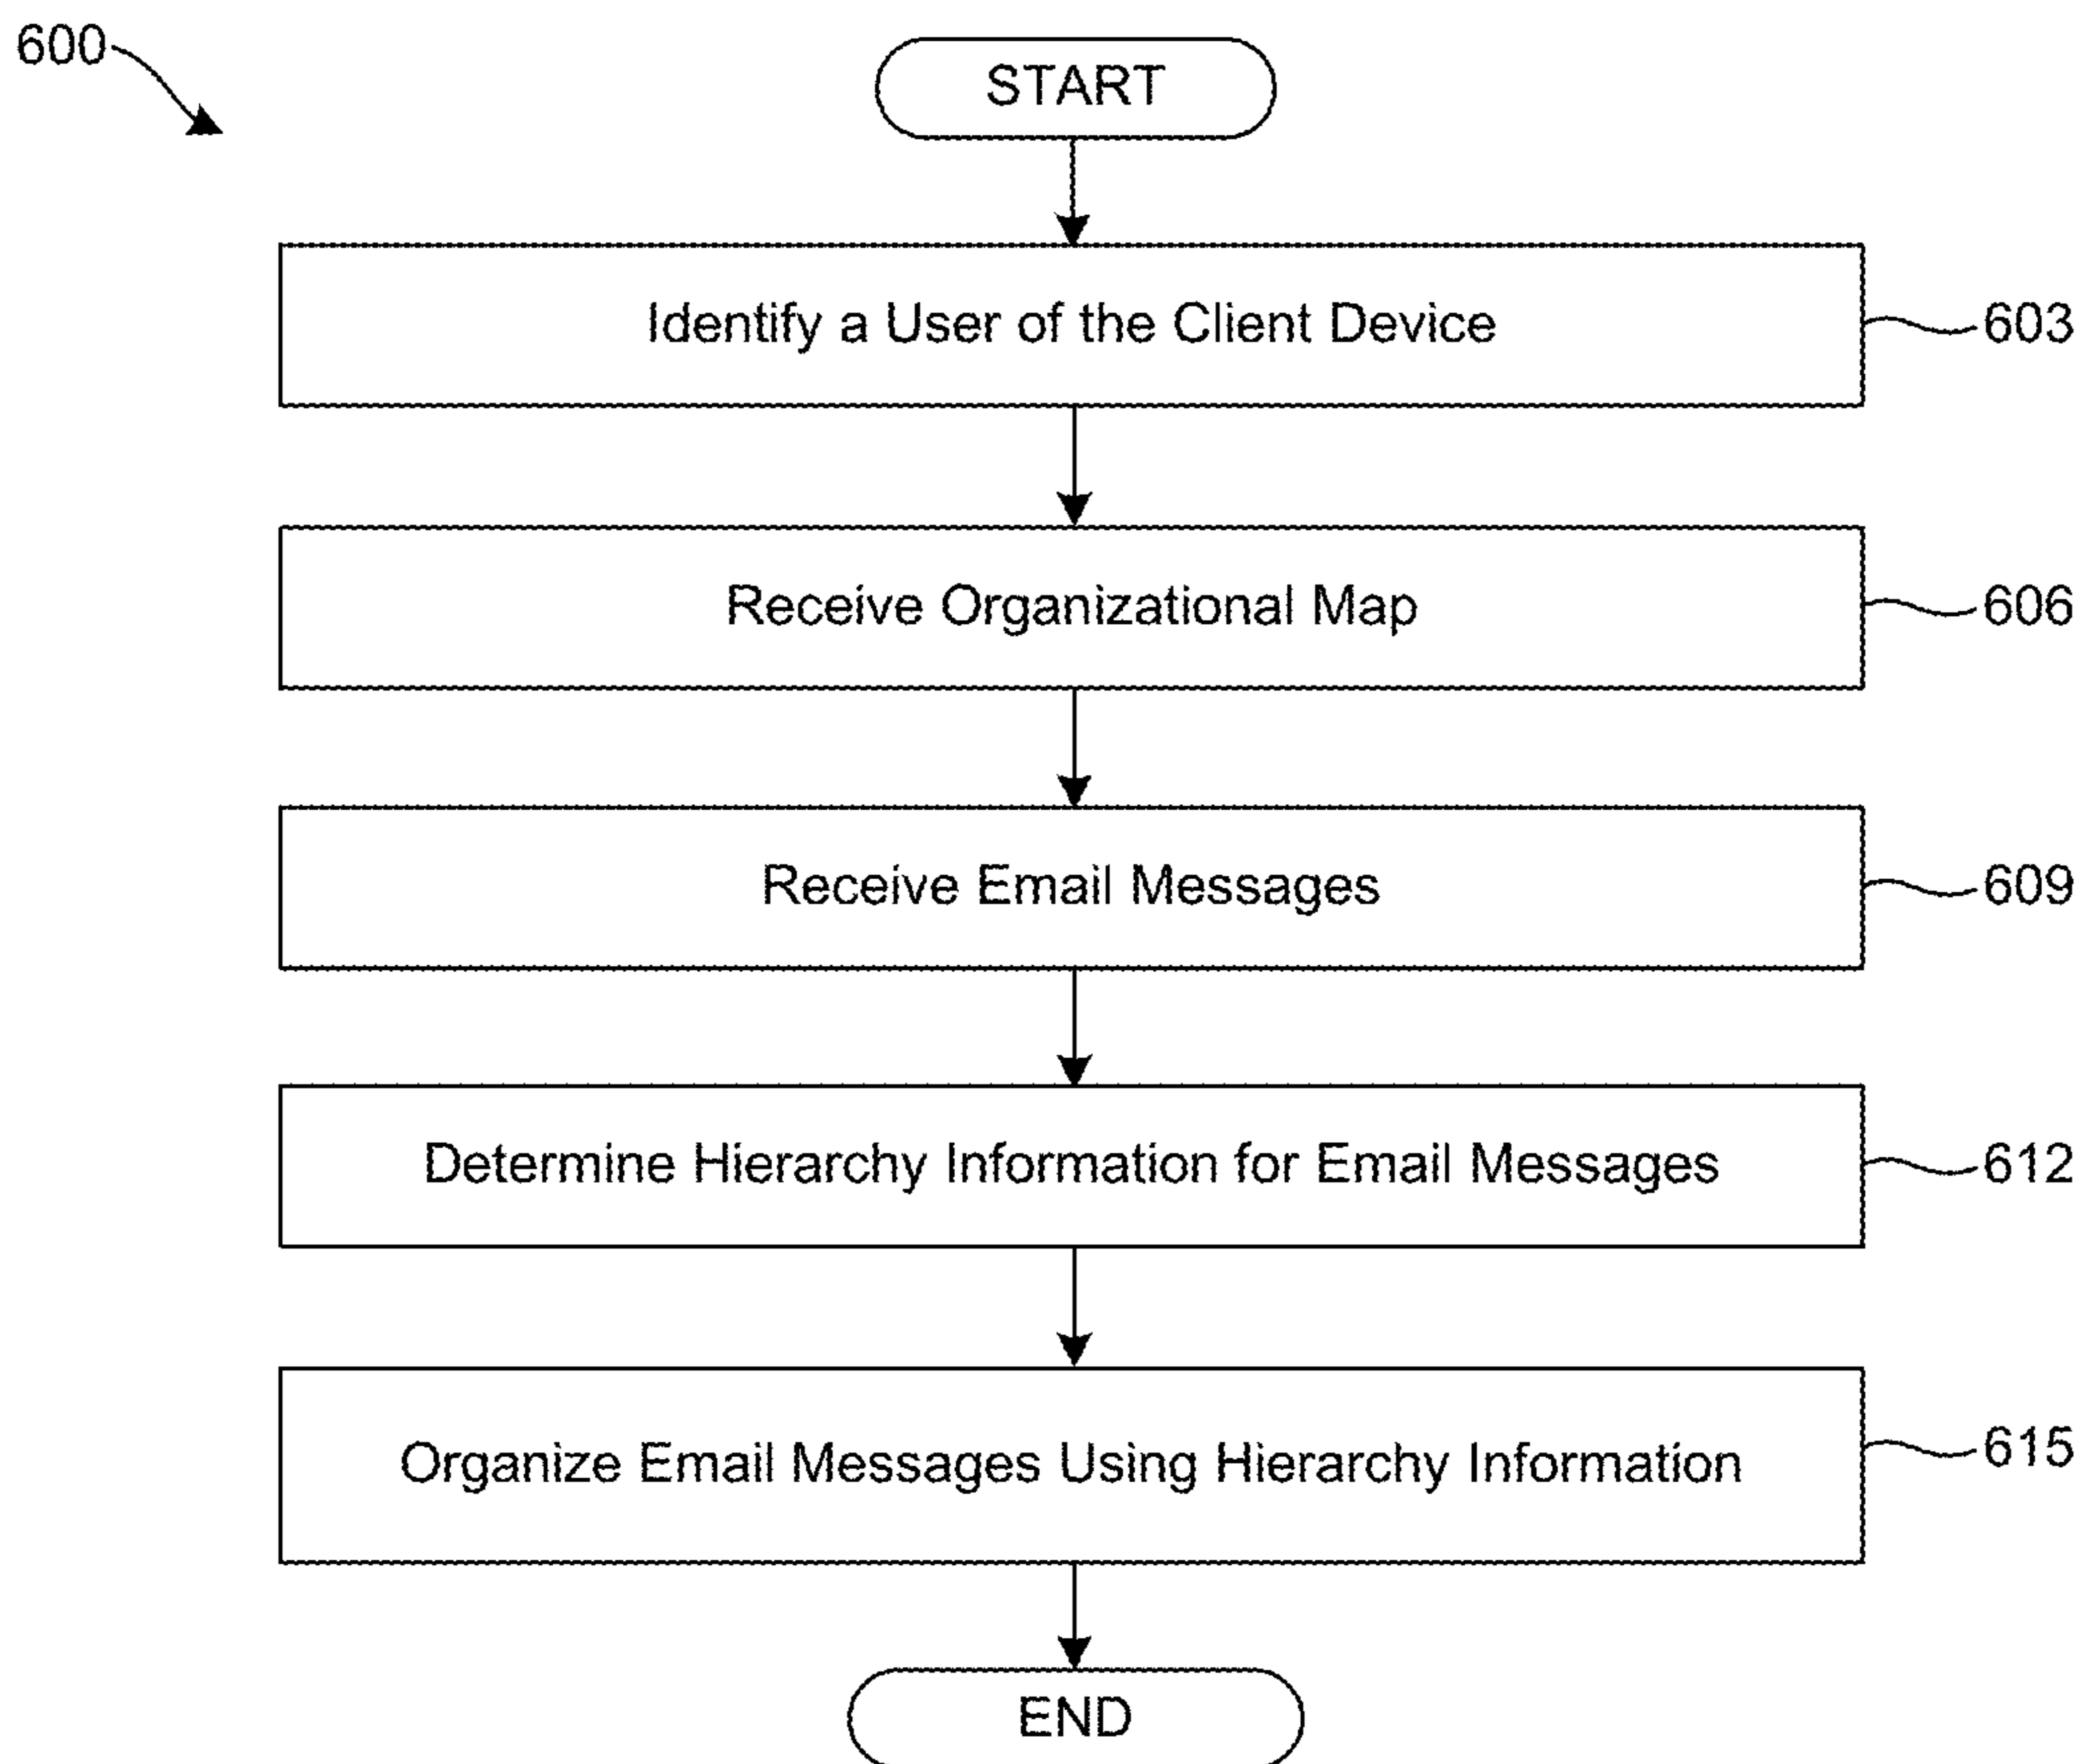 600
START
Identify a User of the Client Device
603
Receive Organizational Map
606
Receive Email Messages
609
Determine Hierarchy Information for Email Messages
612
Organize Email Messages Using Hierarchy Information
615
END